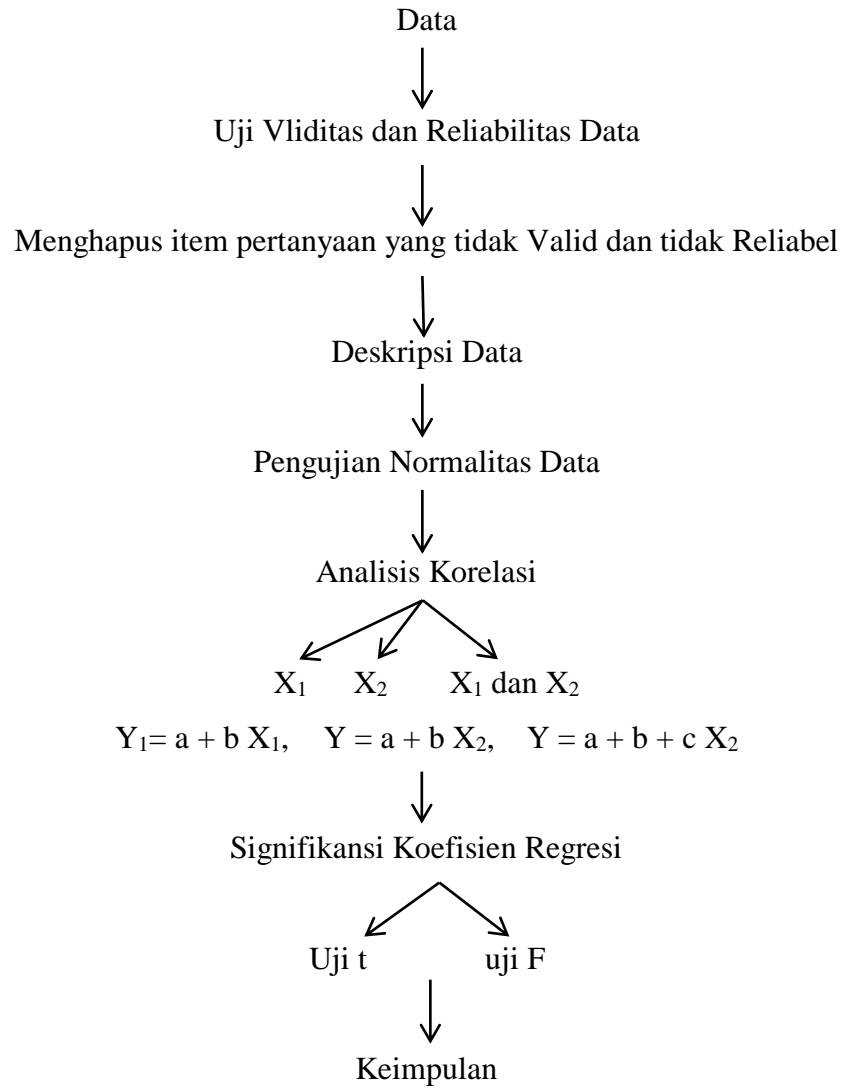 Data
Uji Vliditas dan Reliabilitas Data
Menghapus item pertanyaan yang tidak Valid dan tidak Reliabel
Deskripsi Data
Pengujian Normalitas Data
Analisis Korelasi
X₁ X₂ X₁ dan X₂
Y₁= a + b X₁, Y = a + b X₂, Y = a + b + c X₂
Signifikansi Koefisien Regresi
Uji t uji F
Keimpulan